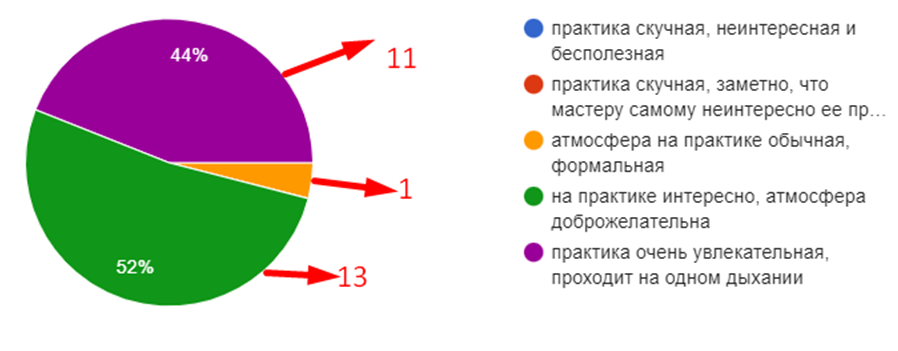 44%
11
1
52%
13
практика скучная, неинтересная и
бесполезная
практика скучная, заметно, что
мастеру самому неинтересно ее пр...
атмосфера на практике обычная,
формальная
на практике интересно, атмосфера
доброжелательна
практика очень увлекательная,
проходит на одном дыхании